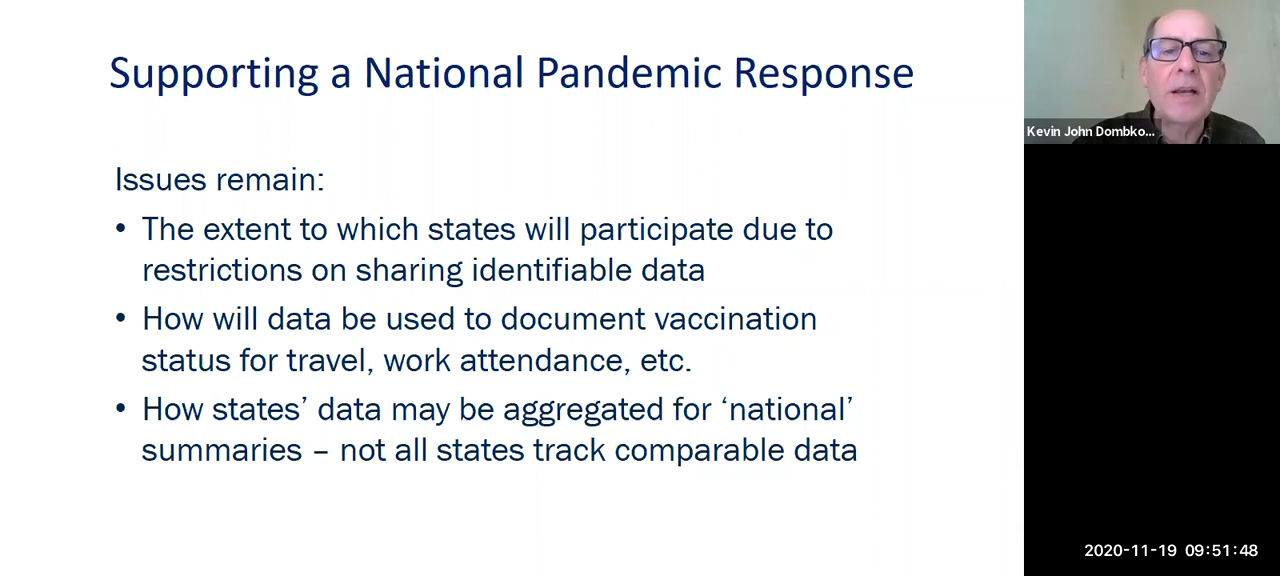 Supporting a National Pandemic Response
Issues remain:
• The extent to which states will participate due to
restrictions on sharing identifiable data
• How will data be used to document vaccination
status for travel, work attendance, etc.
• How states’ data may be aggregated for ‘national’
summaries – not all states track comparable data
Kevin John Dombko...
2020-11-19 09:51:48